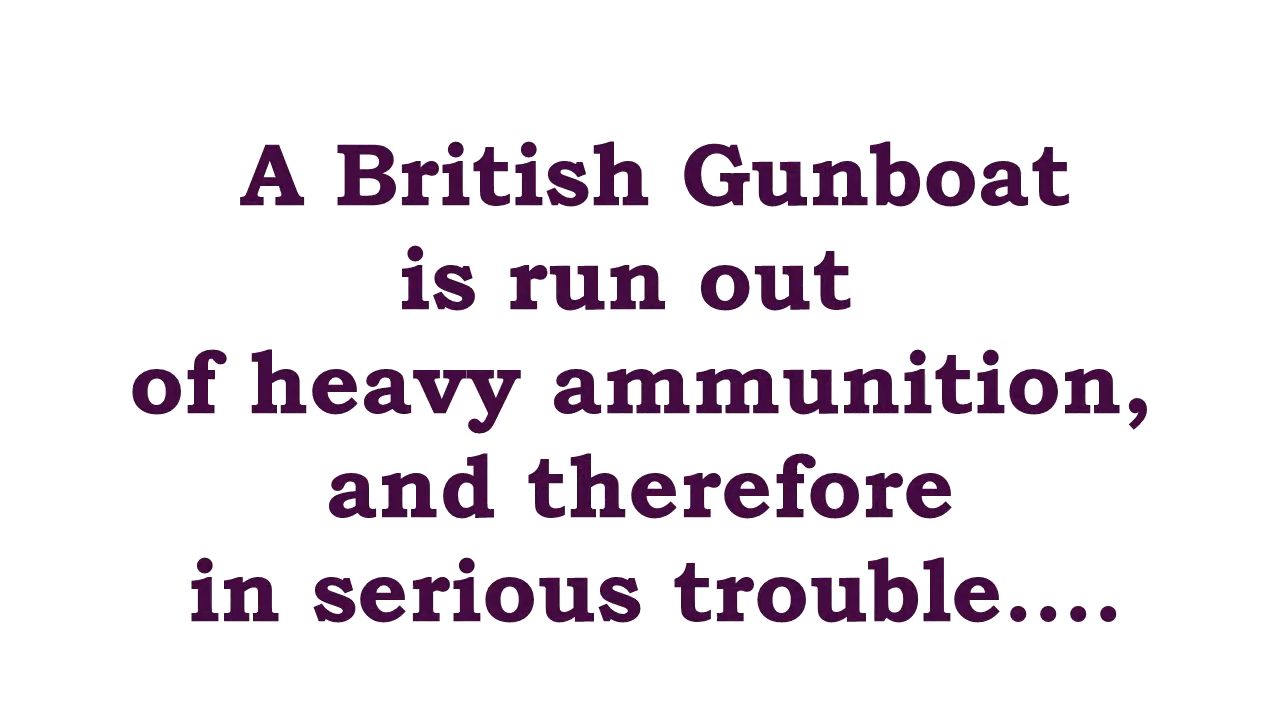 A British Gunboat
is run out
of heavy ammunition,
and therefore
in serious trouble....